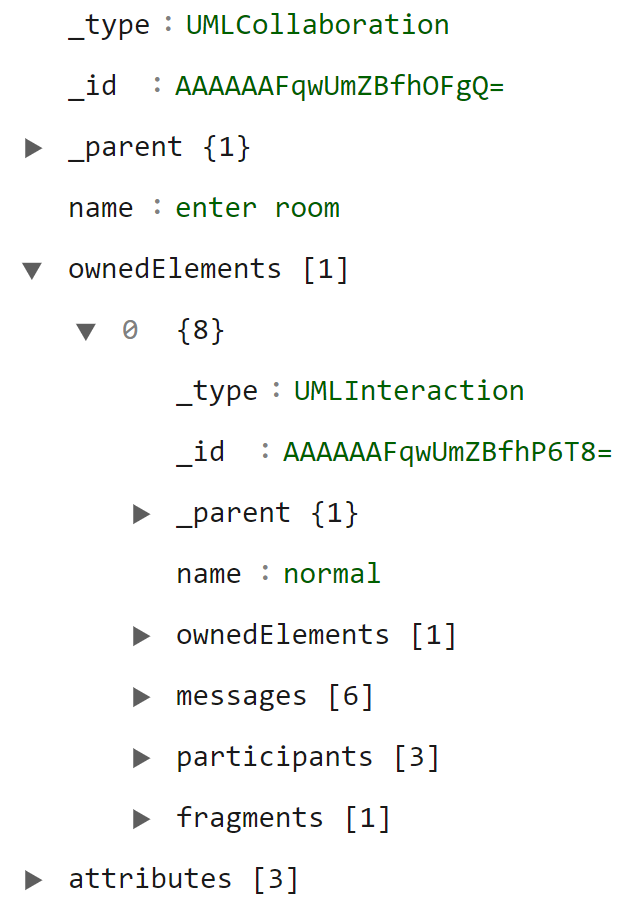 _type : UMLCollaboration
_id : AAAAAAFqwUmZBfhOFgQ=
_parent {1}
name : enter room
ownedElements [1]
0 {8}
_type : UMLInteraction
_id : AAAAAAFqwUmZBfhP6T8=
_parent {1}
name : normal
ownedElements [1]
messages [6]
participants [3]
fragments [1]
attributes [3]